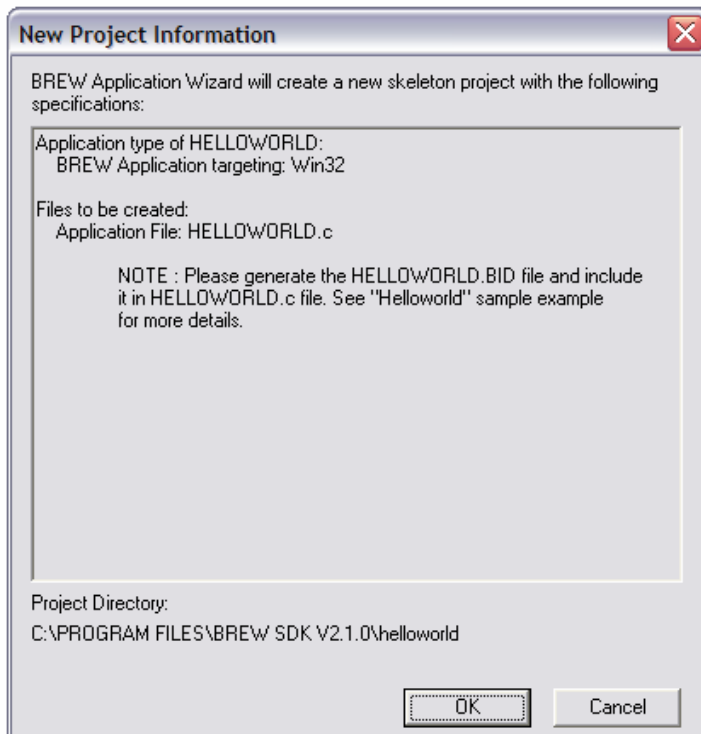 New Project Information
BREW Application Wizard will create a new skeleton project with the following
specifications:
Application type of HELLOWORLD:
BREW Application targeting: Win32
Files to be created:
Application File: HELLOWORLD.c
NOTE : Please generate the HELLOWORLD.BID file and include
it in HELLOWORLD.c file. See "Helloworld" sample example
for more details.
Project Directory:
C:\PROGRAM FILES\BREW SDK V2.1.0\helloworld
OK
Cancel